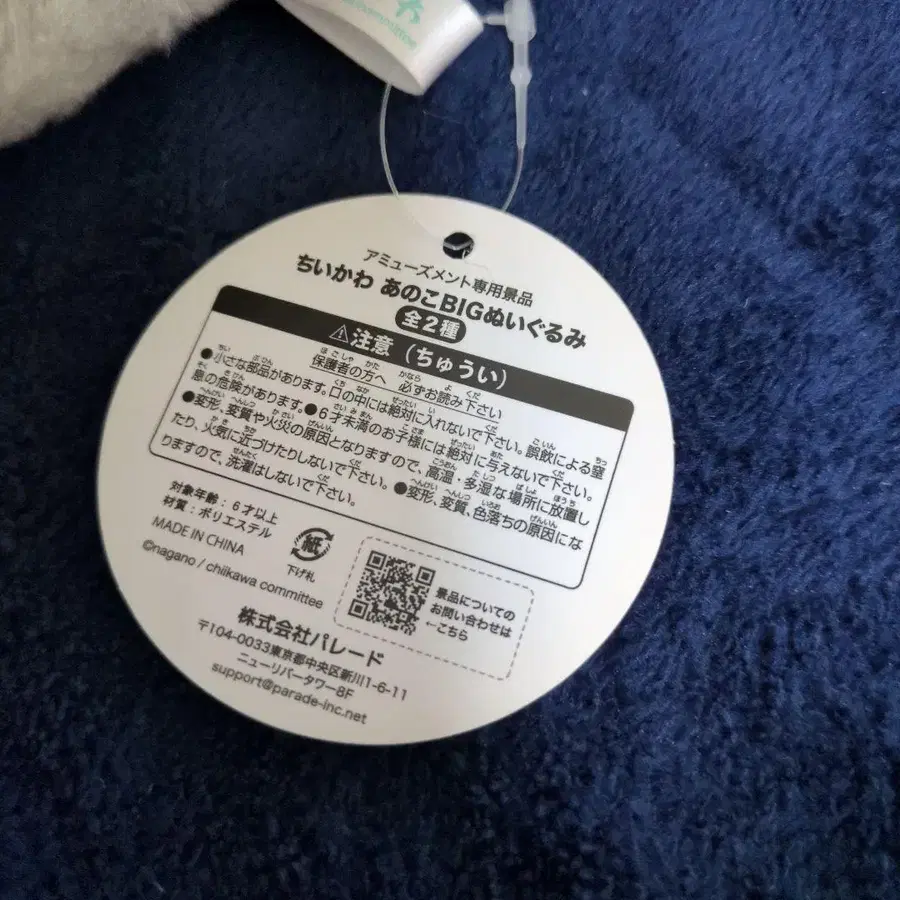 アミューズメント専用景品
ちいかわ あのこBIGぬいぐるみ
全2種
⚠注意(ちゅうい)
保護者の方へ 必ずお読み下さい
●小さな部品があります。口の中には絶対に入れないで下さい。誤飲による窒
息の危険があります。●6才未満のお子様には絶対に与えないで下さい。
●変形、変質や火災の原因となりますので、高温・多湿な場所に放置し
たり、火気に近づけたりしないで下さい。●変形、変質、色落ちの原因にな
りますので、洗濯はしないで下さい。
対象年齢:6才以上
材質:ポリエステル
MADE IN CHINA
©nagano / chiikawa committee
紙
下げ札
景品についての
お問い合わせは
←こちら
株式会社パレード
〒104-0033東京都中央区新川1-6-11
ニューリバータワー8F
support@parade-inc.net